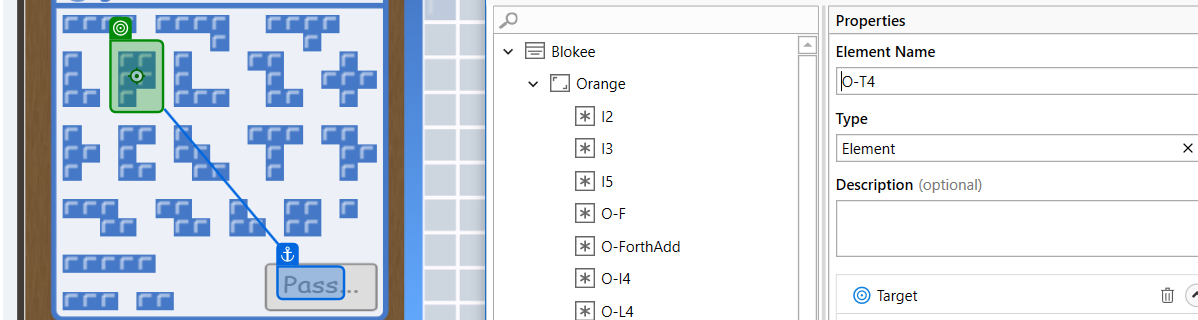 Pass...
Blokee
Orange
I2
I3
I5
O-F
O-ForthAdd
O-I4
O-L4
Properties
Element Name
O-T4
Type
Element
Description (optional)
Target